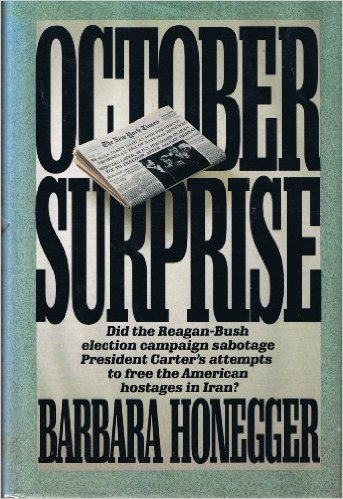 OCTOBER
The New York Times
SURPRISE
Did the Reagan-Bush
election campaign sabotage
President Carter's attempts
to free the American
hostages in Iran?
BARBARA HONEGGER